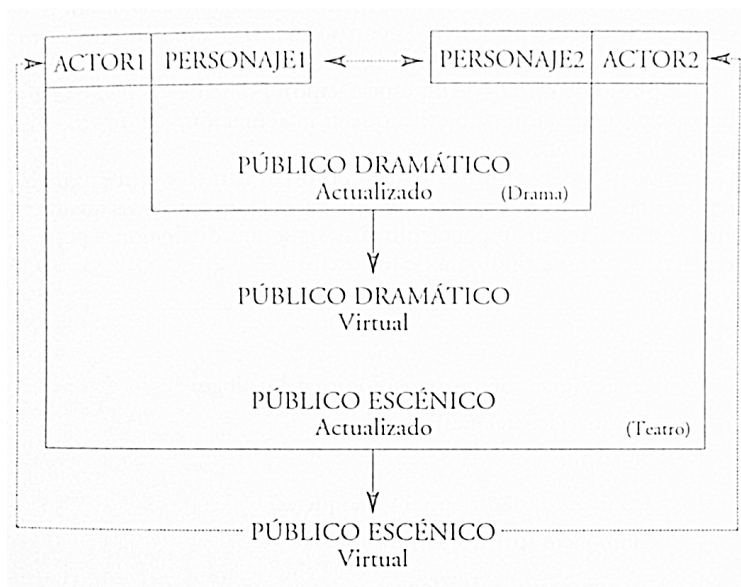 ACTOR1 PERSONAJE1 PERSONAJE2 ACTOR2
PÚBLICO DRAMÁTICO
Actualizado (Drama)
PÚBLICO DRAMÁTICO
Virtual
PÚBLICO ESCÉNICO
Actualizado (Teatro)
PÚBLICO ESCÉNICO
Virtual